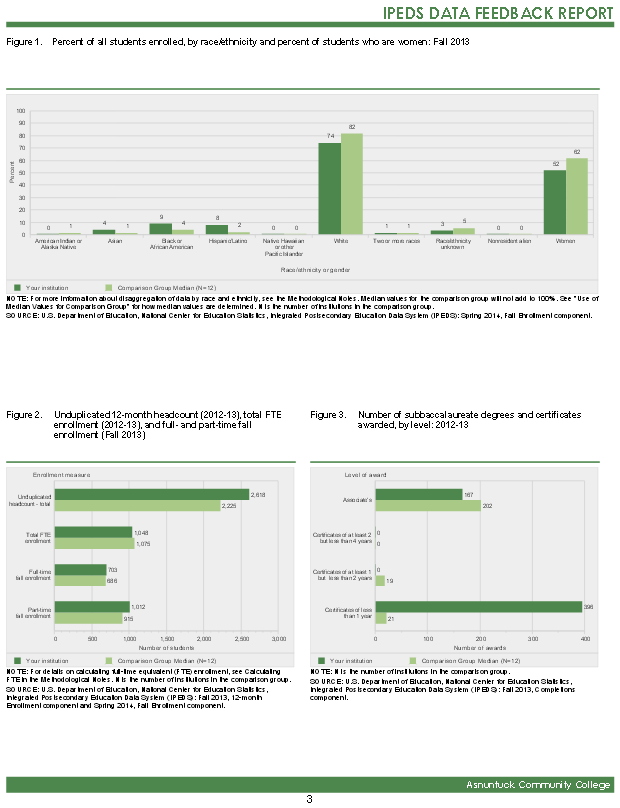 IPEDS DATA FEEDBACK REPORT
Figure 1. Percent of all students enrolled, by race/ethnicity and percent of students who are women: Fall 2013
100
90
80
70
60
50
40
30
20
10
0
Percent
0 1
4 1
9 4
8 2
0 0
74 82
1 1
3 5
0 0
52 62
American Indian or
Alaska Native
Asian
Black or
African American
Hispanic/Latino
Native Hawaiian
or other
Pacific Islander
White
Two or more races
Race/ethnicity
unknown
Nonresident alien
Women
Race/ethnicity or gender
Your institution Comparison Group Median (N=12)
NOTE: For more information about disaggregation of data by race and ethnicity, see the Methodological Notes. Median values for the comparison group will not add to 100%. See "Use of
Median Values for Comparison Group" for how median values are determined. N is the number of institutions in the comparison group.
SOURCE: U.S. Department of Education, National Center for Education Statistics, Integrated Postsecondary Education Data System (IPEDS): Spring 2014, Fall Enrollment component.
Figure 2. Unduplicated 12-month headcount (2012-13), total FTE
enrollment (2012-13), and full- and part-time fall
enrollment (Fall 2013)
Enrollment measure
Unduplicated
headcount - total
2,618
2,225
Total FTE
enrollment
1,048
1,075
Full-time
fall enrollment
703
686
Part-time
fall enrollment
1,012
915
0 500 1,000 1,500 2,000 2,500 3,000
Number of students
Your institution Comparison Group Median (N=12)
NOTE: For details on calculating full-time equivalent (FTE) enrollment, see Calculating
FTE in the Methodological Notes. N is the number of institutions in the comparison group.
SOURCE: U.S. Department of Education, National Center for Education Statistics,
Integrated Postsecondary Education Data System (IPEDS): Fall 2013, 12-month
Enrollment component and Spring 2014, Fall Enrollment component.
Figure 3. Number of subbaccalaureate degrees and certificates
awarded, by level: 2012-13
Level of award
Associate's
167
202
Certificates of at least 2
but less than 4 years
0
0
Certificates of at least 1
but less than 2 years
0
19
Certificates of less
than 1 year
396
21
0 100 200 300 400
Number of awards
Your institution Comparison Group Median (N=12)
NOTE: N is the number of institutions in the comparison group.
SOURCE: U.S. Department of Education, National Center for Education Statistics,
Integrated Postsecondary Education Data System (IPEDS): Fall 2013, Completions
component.
Asnuntuck Community College
3